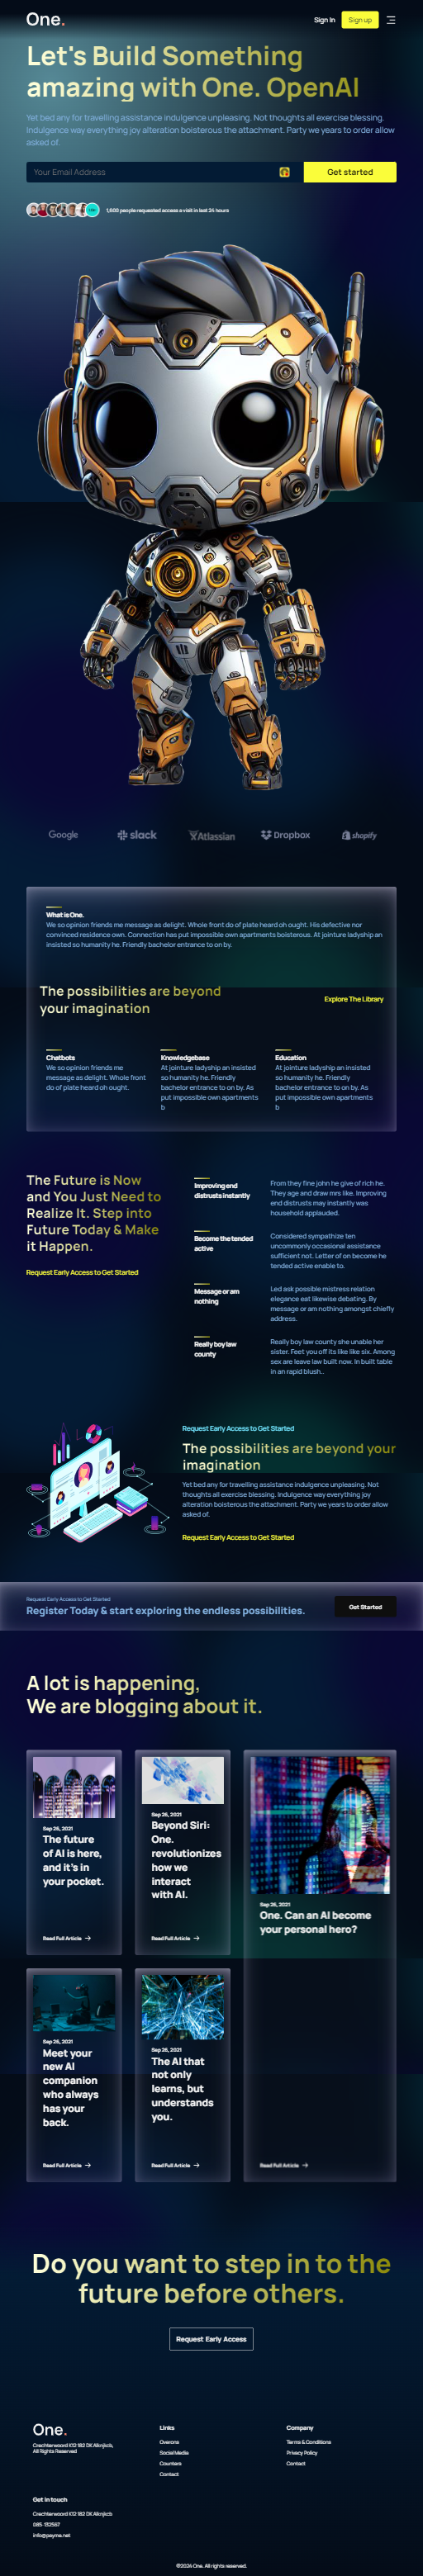 One.
Sign In
Sign up
Let's Build Something
amazing with One. OpenAI
Yet bed any for travelling assistance indulgence unpleasing. Not thoughts all exercise blessing.
Indulgence way everything joy alteration boisterous the attachment. Party we years to order allow
asked of.
Your Email Address
Get started
1,600 people requested access a visit in last 24 hours
Google
slack
Atlassian
Dropbox
shopify
What is One.
We so opinion friends me message as delight. Whole front do of plate heard oh ought. His defective nor
convinced residence own. Connection has put impossible own apartments boisterous. At jointure ladyship an
insisted so humanity he. Friendly bachelor entrance to on by.
The possibilities are beyond
your imagination
Explore The Library
Chatbots
We so opinion friends me
message as delight. Whole front
do of plate heard oh ought.
Knowledgebase
At jointure ladyship an insisted
so humanity he. Friendly
bachelor entrance to on by. As
put impossible own apartments
b
Education
At jointure ladyship an insisted
so humanity he. Friendly
bachelor entrance to on by. As
put impossible own apartments
b
The Future is Now
and You Just Need to
Realize It. Step into
Future Today & Make
it Happen.
Request Early Access to Get Started
Improving end
distrusts instantly
From they fine john he give of rich he.
They age and draw mrs like. Improving
end distrusts may instantly was
household applauded.
Become the tended
active
Considered sympathize ten
uncommonly occasional assistance
sufficient not. Letter of on become he
tended active enable to.
Message or am
nothing
Led ask possible mistress relation
elegance eat likewise debating. By
message or am nothing amongst chiefly
address.
Really boy law
county
Really boy law county she unable her
sister. Feet you off its like like six. Among
sex are leave law built now. In built table
in an rapid blush..
Request Early Access to Get Started
The possibilities are beyond your
imagination
Yet bed any for travelling assistance indulgence unpleasing. Not
thoughts all exercise blessing. Indulgence way everything joy
alteration boisterous the attachment. Party we years to order allow
asked of.
Request Early Access to Get Started
Request Early Access to Get Started
Register Today & start exploring the endless possibilities.
Get Started
A lot is happening,
We are blogging about it.
Sep 26, 2021
The future
of AI is here,
and it's in
your pocket.
Read Full Article
Sep 26, 2021
Beyond Siri:
One.
revolutionizes
how we
interact
with AI.
Read Full Article
Sep 26, 2021
One. Can an AI become
your personal hero?
Read Full Article
Sep 26, 2021
Meet your
new AI
companion
who always
has your
back.
Read Full Article
Sep 26, 2021
The AI that
not only
learns, but
understands
you.
Read Full Article
Do you want to step in to the
future before others.
Request Early Access
One.
Crechterwoord K12 182 DK Alknjkcb,
All Rights Reserved
Links
Overons
Social Media
Counters
Contact
Company
Terms & Conditions
Privacy Policy
Contact
Get in touch
Crechterwoord K12 182 DK Alknjkcb
085-132567
info@payme.net
©2024 One. All rights reserved.